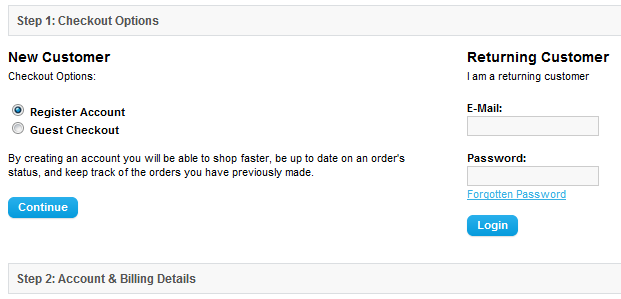 Step 1: Checkout Options
New Customer
Checkout Options:
Register Account
Guest Checkout
By creating an account you will be able to shop faster, be up to date on an order's
status, and keep track of the orders you have previously made.
Continue
Returning Customer
I am a returning customer
E-Mail:
Password:
Forgotten Password
Login
Step 2: Account & Billing Details